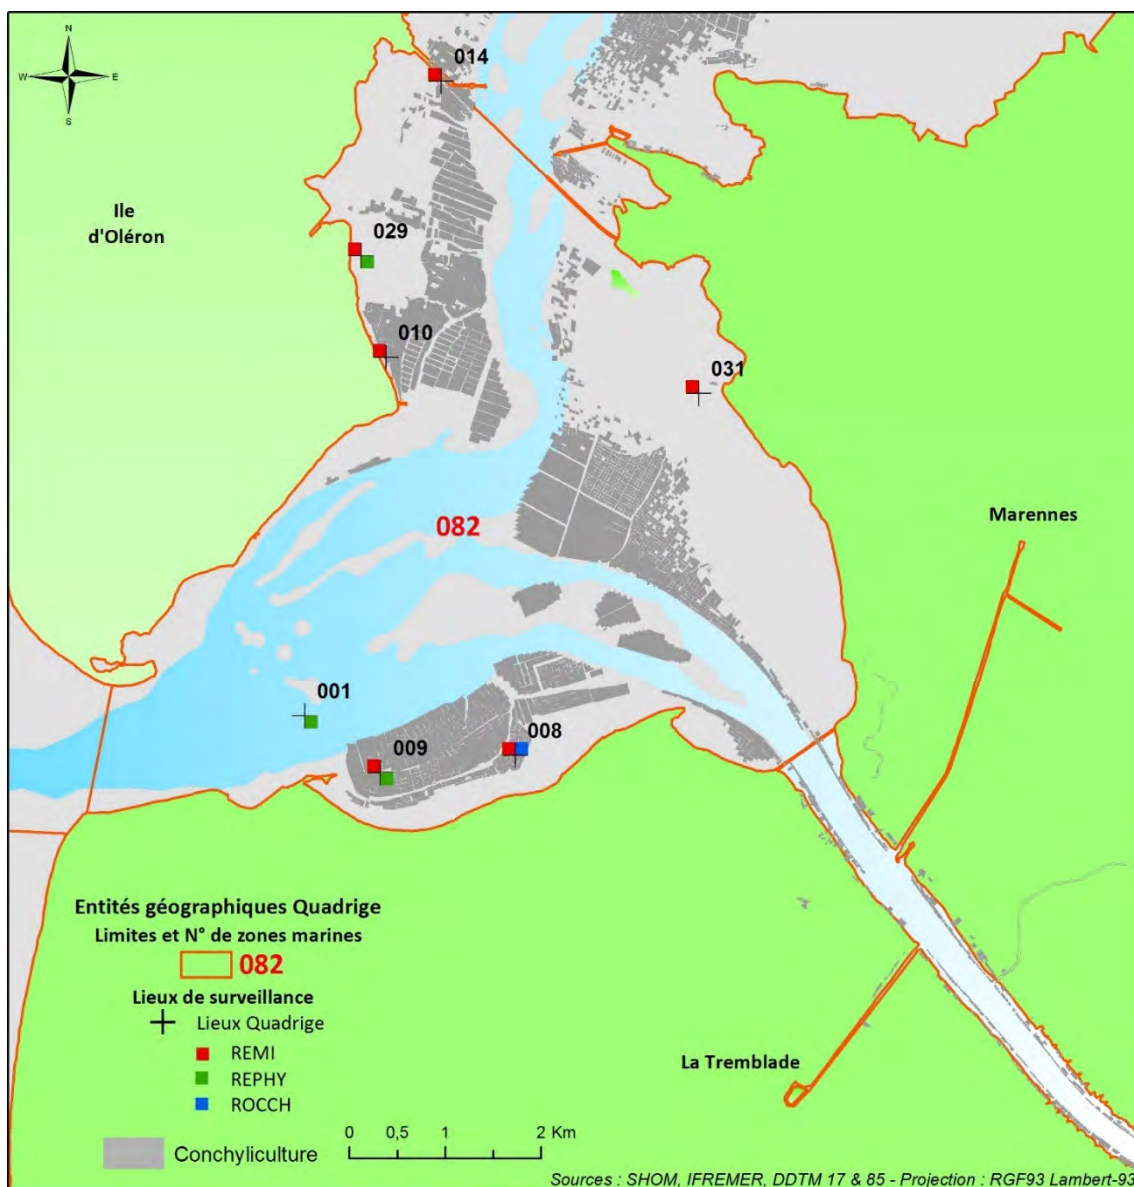 N
W E
S
014
Ile
d'Oléron
029
010
031
082
Marennes
001
009
008
Entités géographiques Quadrige
Limites et N° de zones marines
082
Lieux de surveillance
Lieux Quadrige
REMI
REPHY
La Tremblade
ROCCH
0 0,5 1 2 Km
Conchyliculture
Sources : SHOM, IFREMER, DDTM 17 & 85 - Projection : RGF93 Lambert-93